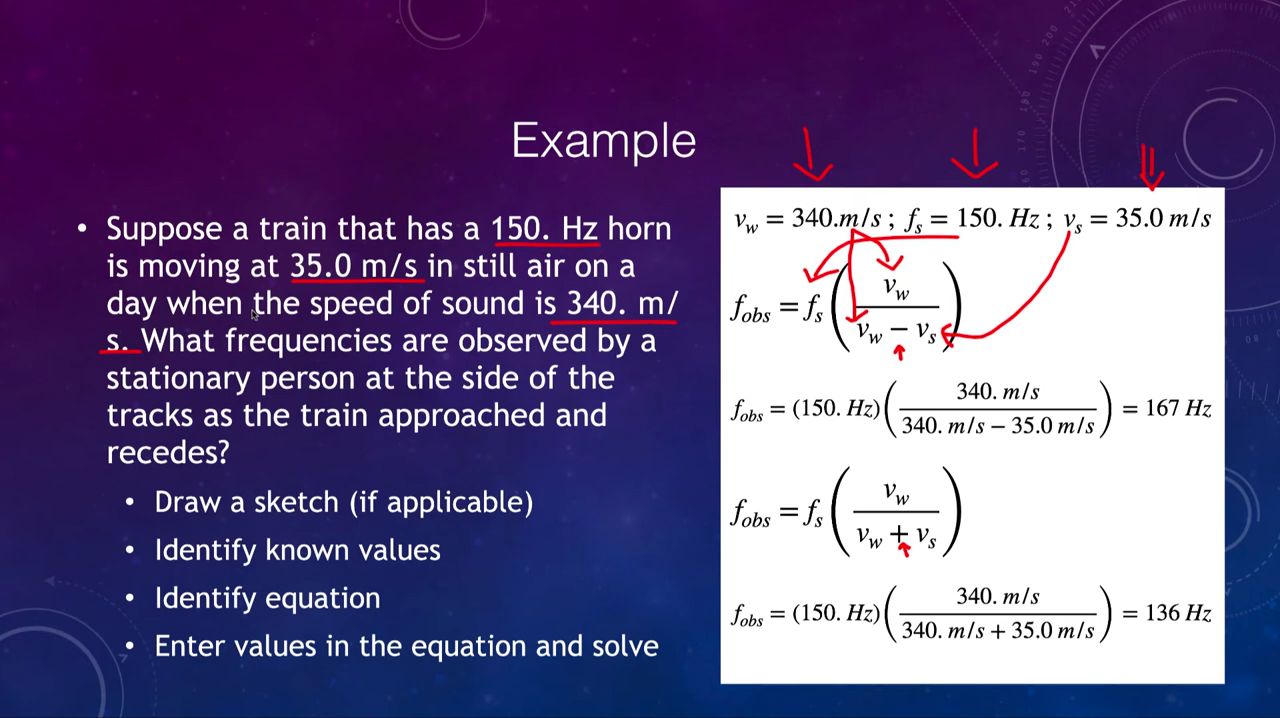 Example
• Suppose a train that has a 150. Hz horn
is moving at 35.0 m/s in still air on a
day when the speed of sound is 340. m/
s. What frequencies are observed by a
stationary person at the side of the
tracks as the train approached and
recedes?
• Draw a sketch (if applicable)
• Identify known values
• Identify equation
• Enter values in the equation and solve
v_w = 340.m/s ; f_s = 150. Hz ; v_s = 35.0 m/s
f_obs = f_s ( v_w / (v_w − v_s) )
f_obs = (150. Hz) ( 340. m/s / (340. m/s − 35.0 m/s) ) = 167 Hz
f_obs = f_s ( v_w / (v_w + v_s) )
f_obs = (150. Hz) ( 340. m/s / (340. m/s + 35.0 m/s) ) = 136 Hz